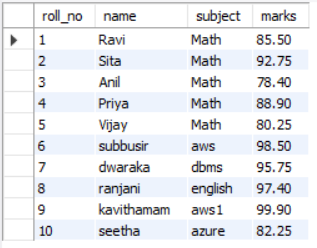 roll_no name subject marks
1 Ravi Math 85.50
2 Sita Math 92.75
3 Anil Math 78.40
4 Priya Math 88.90
5 Vijay Math 80.25
6 subbusir aws 98.50
7 dwaraka dbms 95.75
8 ranjani english 97.40
9 kavithamam aws1 99.90
10 seetha azure 82.25